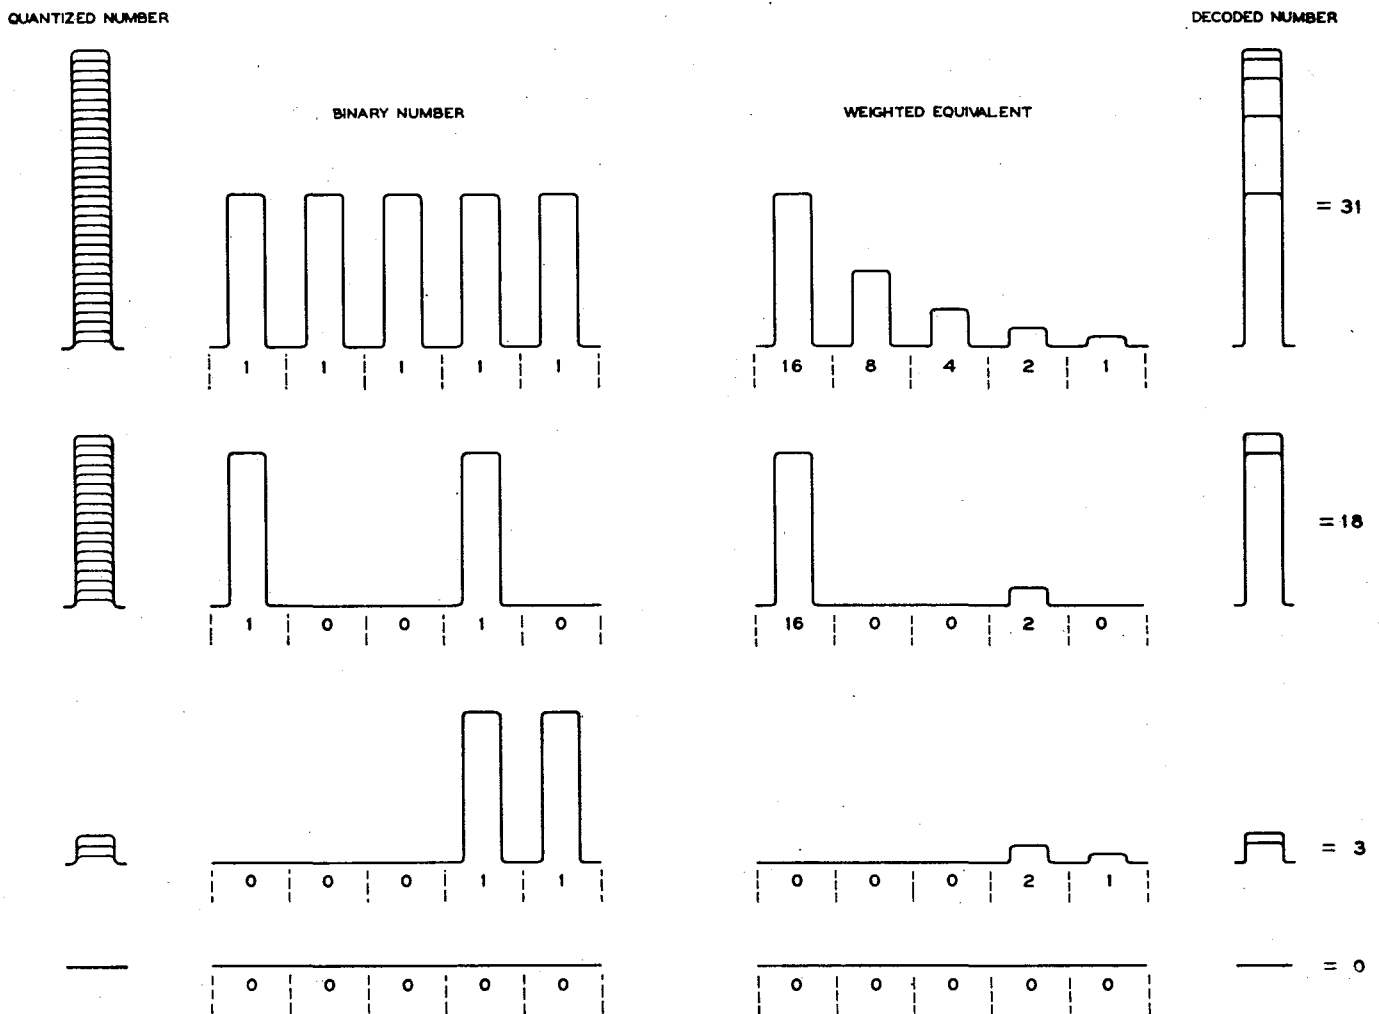 QUANTIZED NUMBER
DECODED NUMBER
BINARY NUMBER
WEIGHTED EQUIVALENT
= 31
1 1 1 1 1
16 8 4 2 1
= 18
1 0 0 1 0
16 0 0 2 0
= 3
0 0 0 1 1
0 0 0 2 1
= 0
0 0 0 0 0
0 0 0 0 0